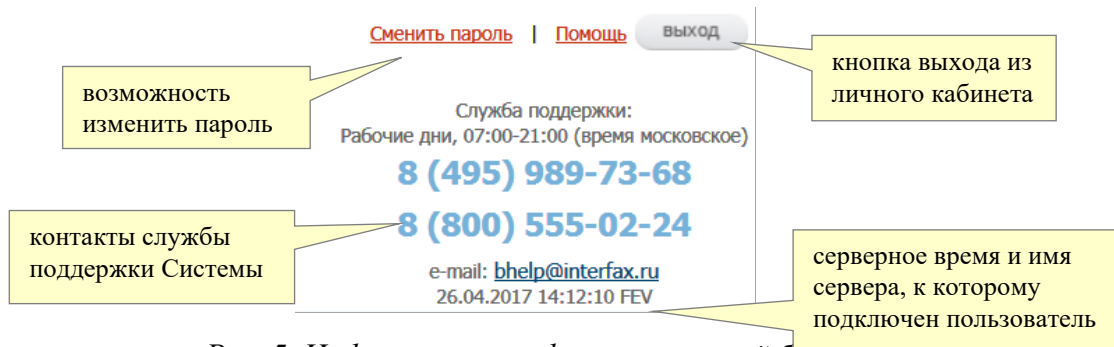 Сменить пароль | Помощь выход
кнопка выхода из
личного кабинета
возможность
изменить пароль
Служба поддержки:
Рабочие дни, 07:00-21:00 (время московское)
8 (495) 989-73-68
8 (800) 555-02-24
контакты службы
поддержки Системы
e-mail: bhelp@interfax.ru
26.04.2017 14:12:10 FEV
серверное время и имя
сервера, к которому
подключен пользователь